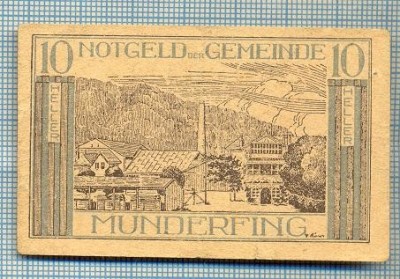 10 NOTGELD DER GEMEINDE 10
HELLER HELLER
MUNDERFING